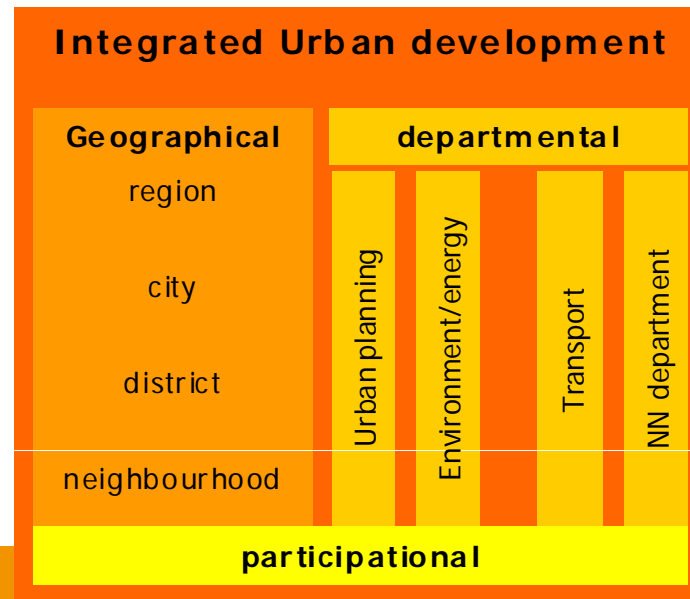 Integrated Urban development
Geographical
region
city
district
neighbourhood
departmental
Urban planning
Environment/energy
Transport
NN department
participational